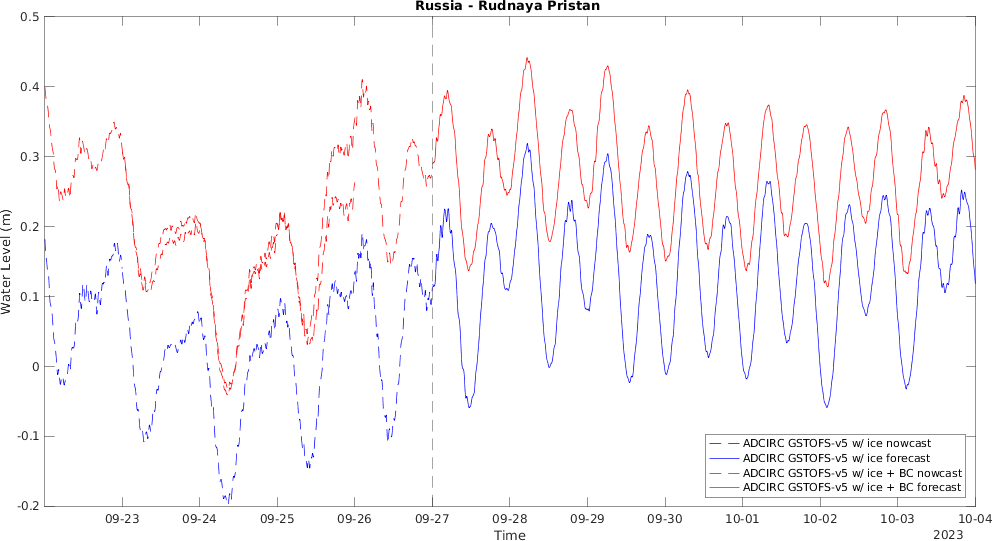 Russia - Rudnaya Pristan
0.5
0.4
0.3
0.2
0.1
0
-0.1
-0.2
Water Level (m)
09-23 09-24 09-25 09-26 09-27 09-28 09-29 09-30 10-01 10-02 10-03 10-04
Time
2023
ADCIRC GSTOFS-v5 w/ ice nowcast
ADCIRC GSTOFS-v5 w/ ice forecast
ADCIRC GSTOFS-v5 w/ ice + BC nowcast
ADCIRC GSTOFS-v5 w/ ice + BC forecast